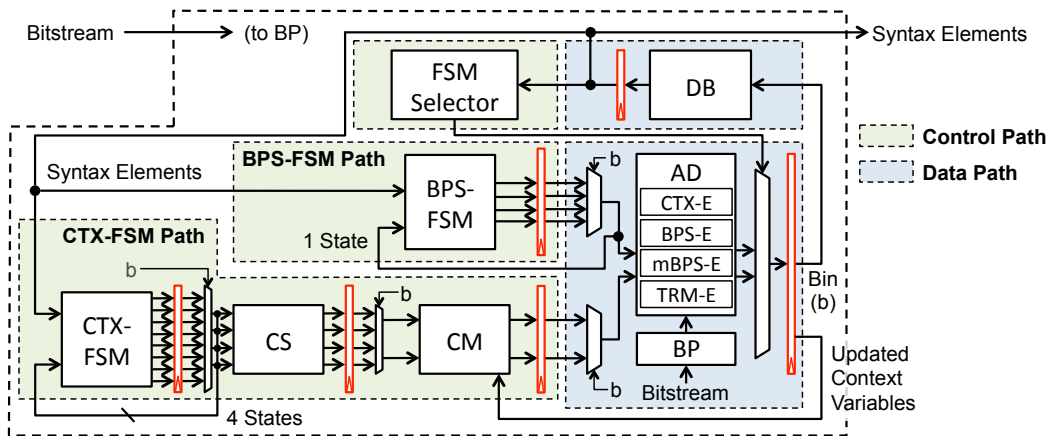 Bitstream
(to BP)
Syntax Elements
FSM
Selector
DB
Control Path
Data Path
BPS-FSM Path
b
Syntax Elements
BPS-
FSM
AD
CTX-E
BPS-E
mBPS-E
TRM-E
1 State
CTX-FSM Path
b
b
Bin
(b)
CTX-
FSM
CS
CM
BP
b
Bitstream
Updated
Context
Variables
4 States